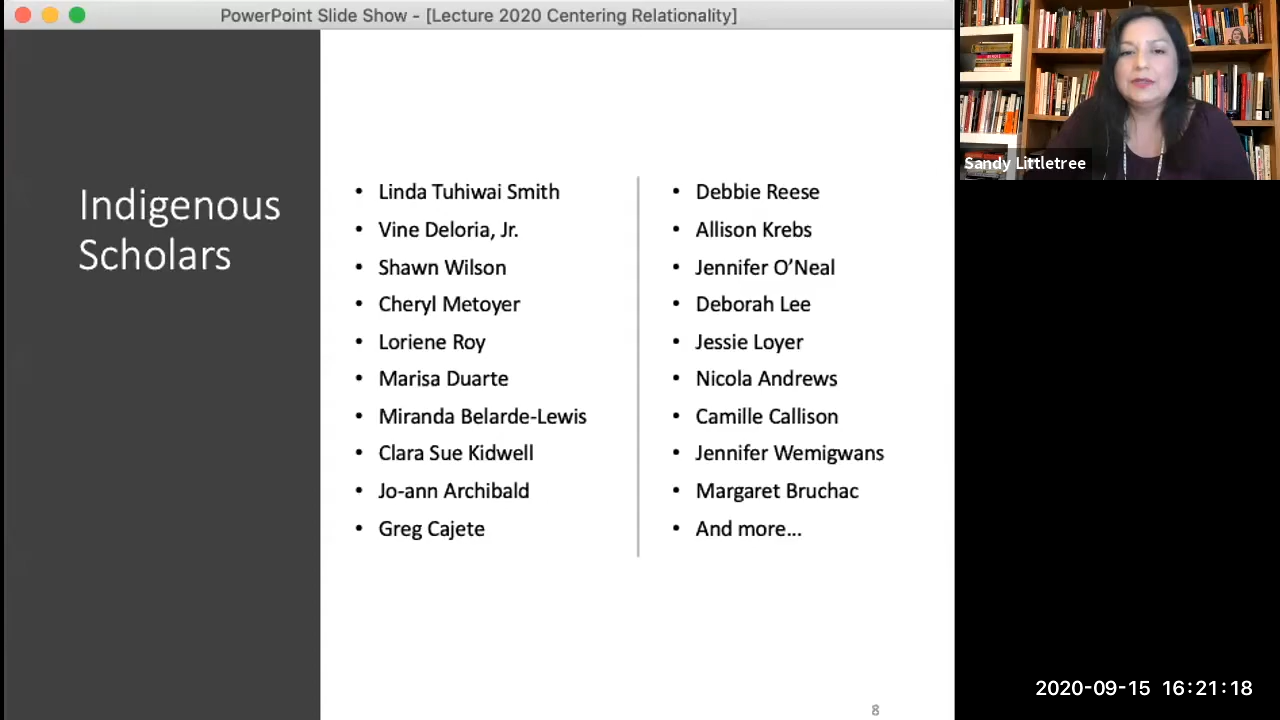 PowerPoint Slide Show - [Lecture 2020 Centering Relationality]
Indigenous
Scholars
• Linda Tuhiwai Smith
• Vine Deloria, Jr.
• Shawn Wilson
• Cheryl Metoyer
• Loriene Roy
• Marisa Duarte
• Miranda Belarde-Lewis
• Clara Sue Kidwell
• Jo-ann Archibald
• Greg Cajete
• Debbie Reese
• Allison Krebs
• Jennifer O’Neal
• Deborah Lee
• Jessie Loyer
• Nicola Andrews
• Camille Callison
• Jennifer Wemigwans
• Margaret Bruchac
• And more...
8
Sandy Littletree
2020-09-15 16:21:18